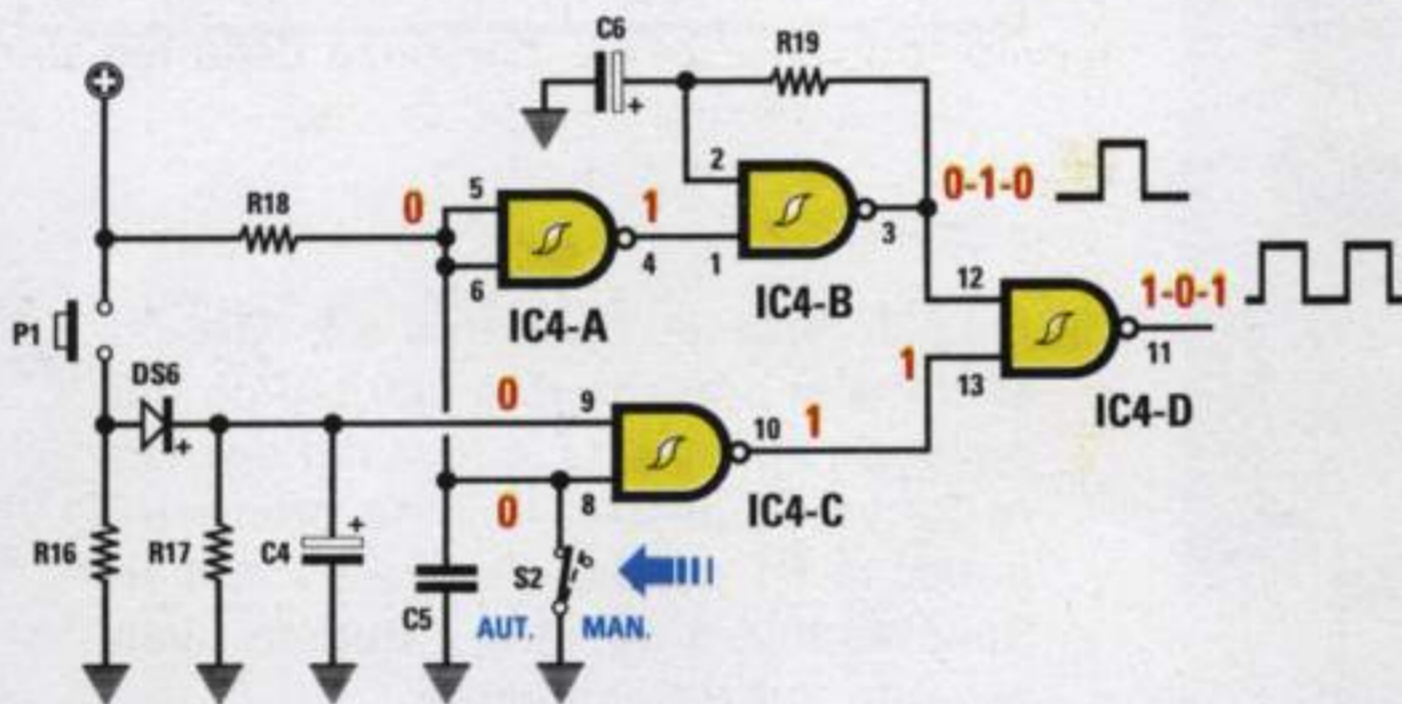 C6
R19
+
2
0-1-0
R18
0
5
1
3
4
1
12
1-0-1
6
IC4-A
IC4-B
P1
11
DS6
1
13
0
9
IC4-D
+
10
1
8
0
IC4-C
+
R16
R17
C4
S2
C5
AUT.
MAN.